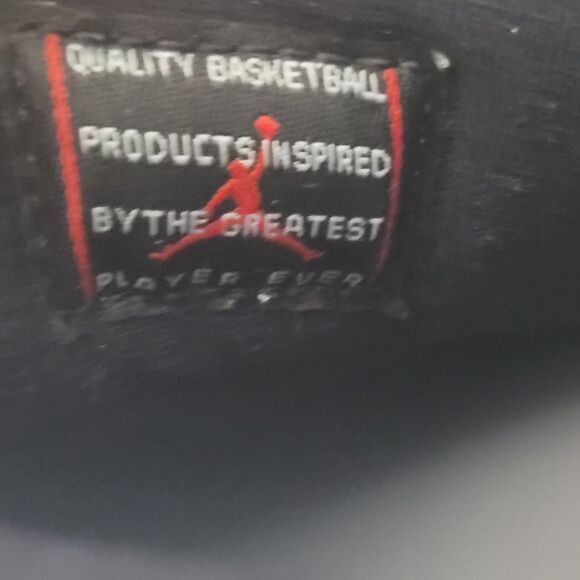 QUALITY BASKETBALL
PRODUCTS INSPIRED
BY THE GREATEST
PLAYER EVER